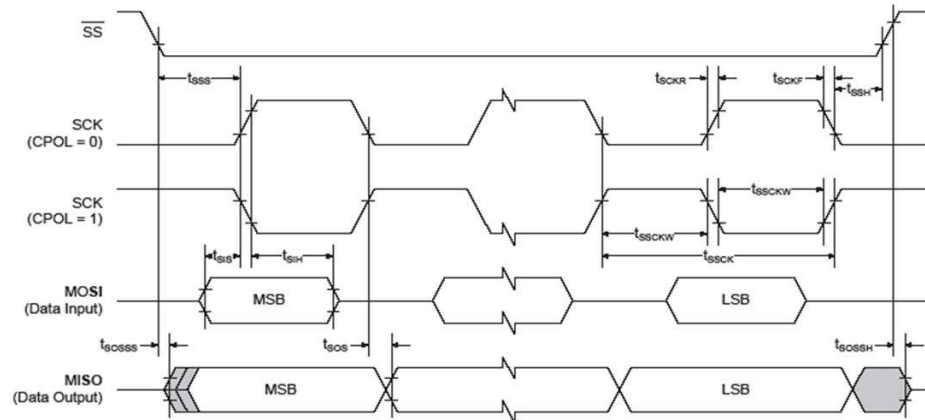 SS
tSSS
tSCKR
tSCKF
tSSH
SCK
(CPOL = 0)
SCK
(CPOL = 1)
tSSCKW
tSSCKW
tSSCK
tSIS
tSIH
MOSI
(Data Input)
MSB
LSB
tSOSSS
tSOS
tSOSSH
MISO
(Data Output)
MSB
LSB